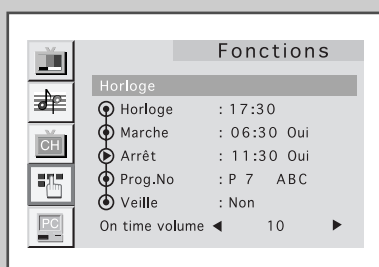 Fonctions
Horloge
Horloge : 17:30
Marche : 06:30 Oui
CH
Arrêt : 11:30 Oui
Prog.No : P 7 ABC
Veille : Non
PC
On time volume ◀ 10 ▶